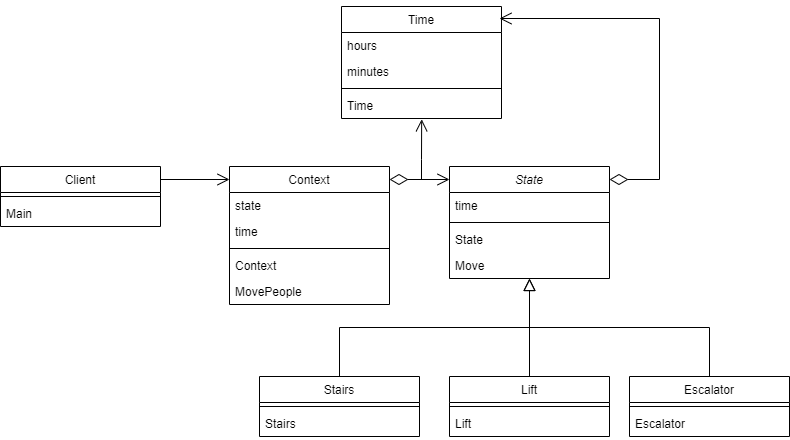 Time
hours
minutes
Time
Client
Main
Context
state
time
Context
MovePeople
State
time
State
Move
Stairs
Stairs
Lift
Lift
Escalator
Escalator